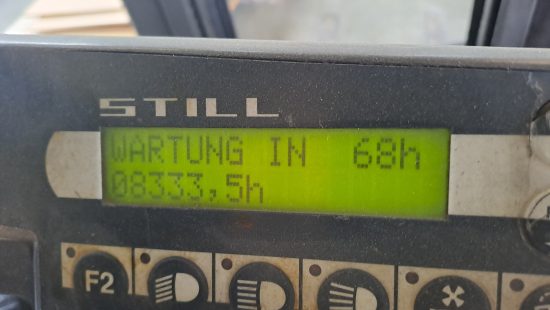 STILL
WARTUNG IN 68h
08333,5h
F2